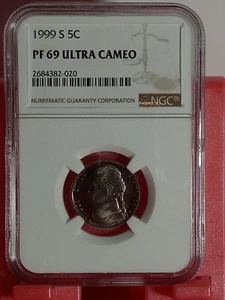 1999 S 5C
PF 69 ULTRA CAMEO
2684382-020
NUMISMATIC GUARANTY CORPORATION
NGC